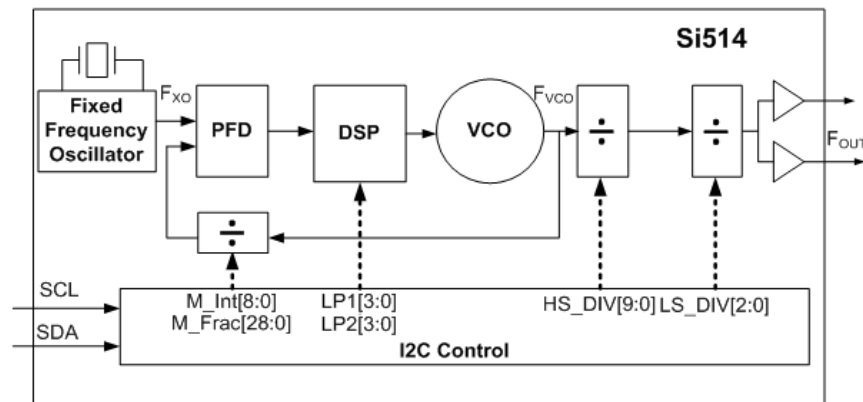 Si514
Fixed
Frequency
Oscillator
FXO
PFD
DSP
VCO
FVCO
÷
÷
FOUT
÷
SCL
SDA
M_Int[8:0]
M_Frac[28:0]
LP1[3:0]
LP2[3:0]
HS_DIV[9:0]
LS_DIV[2:0]
I2C Control